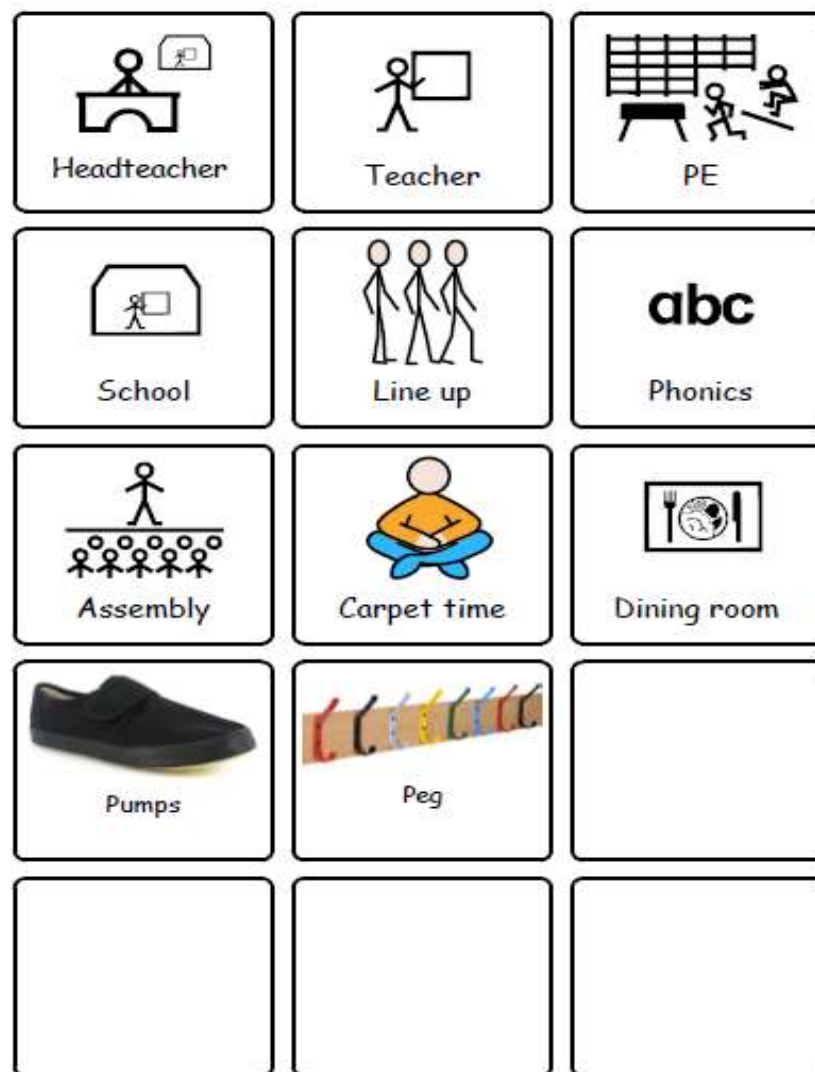 Headteacher
Teacher
PE
School
Line up
abc
Phonics
Assembly
Carpet time
Dining room
Pumps
Peg